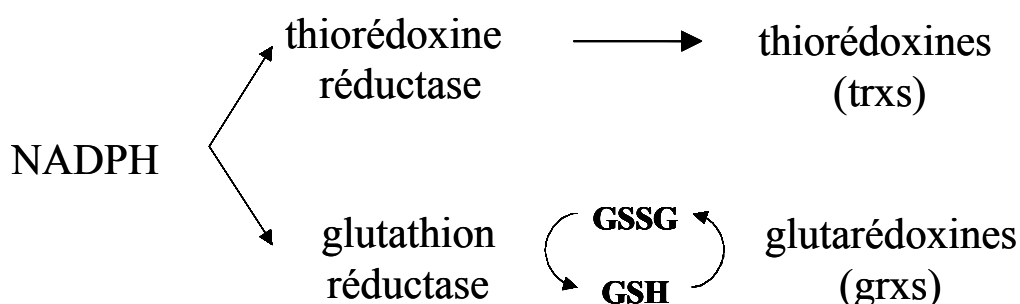 thiorédoxine
réductase
thiorédoxines
(trxs)
NADPH
glutathion
réductase
GSSG
GSH
glutarédoxines
(grxs)